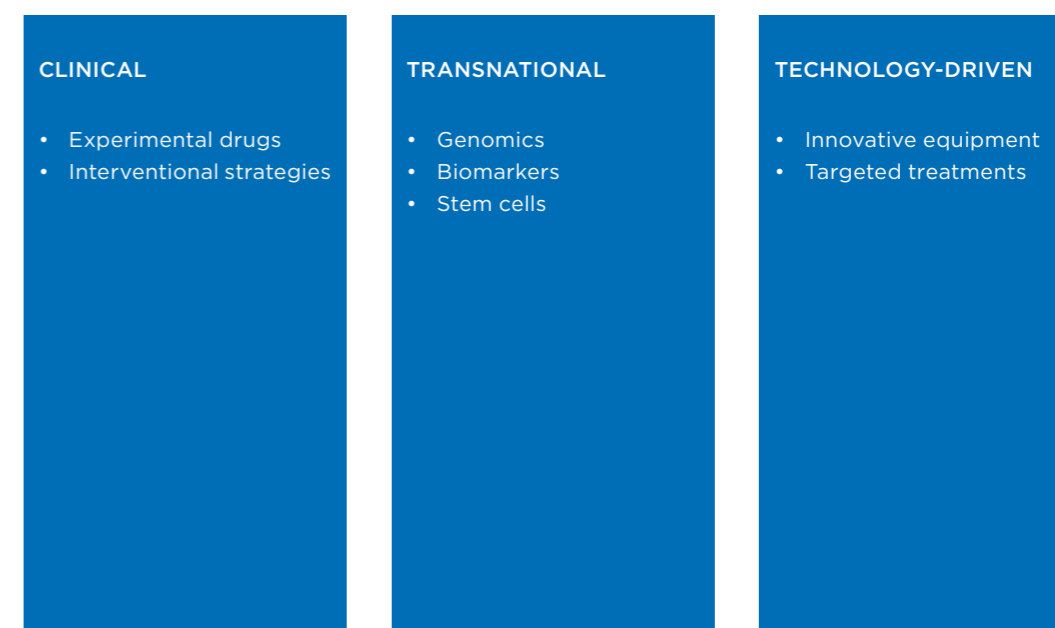 CLINICAL
• Experimental drugs
• Interventional strategies
TRANSNATIONAL
• Genomics
• Biomarkers
• Stem cells
TECHNOLOGY-DRIVEN
• Innovative equipment
• Targeted treatments